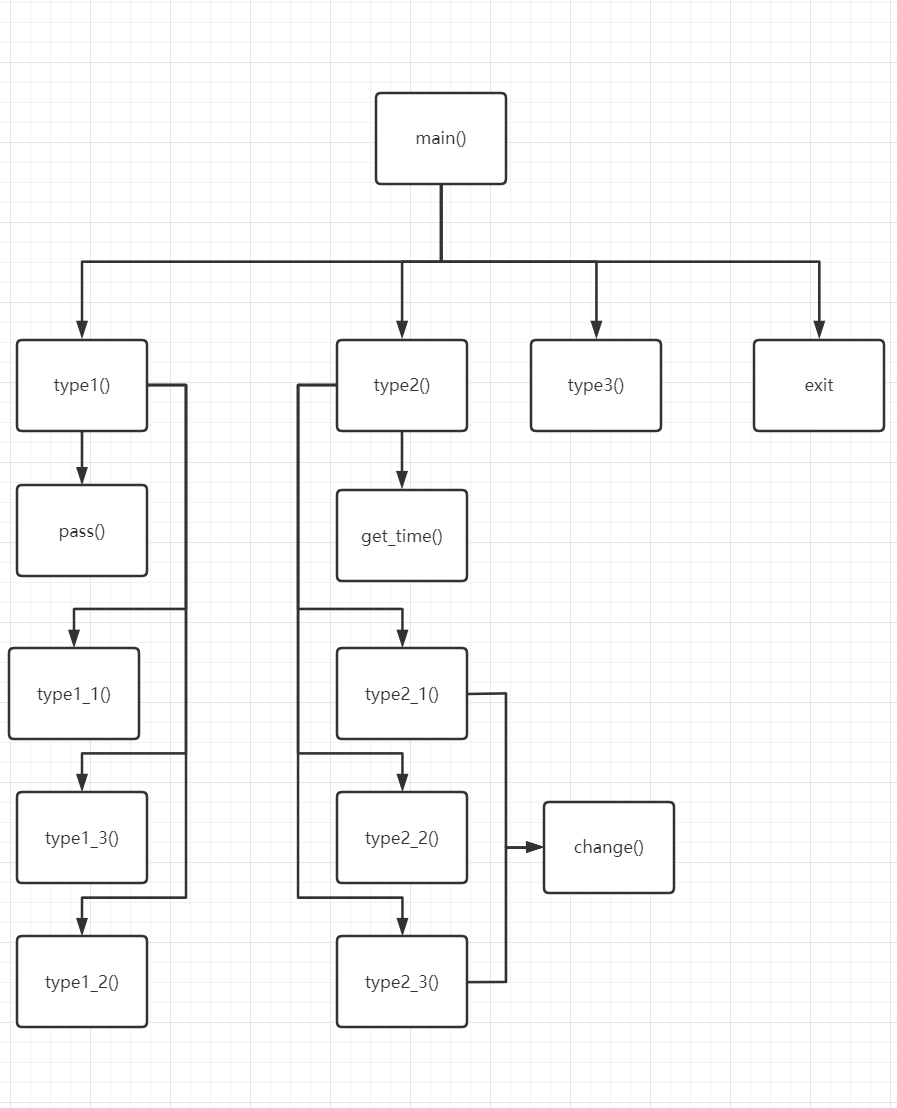 main()
type1()
type2()
type3()
exit
pass()
get_time()
type1_1()
type2_1()
type1_3()
type2_2()
change()
type1_2()
type2_3()